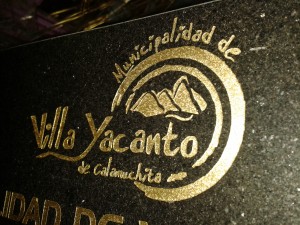 Municipalidad de
Villa Yacanto
de Calamuchita